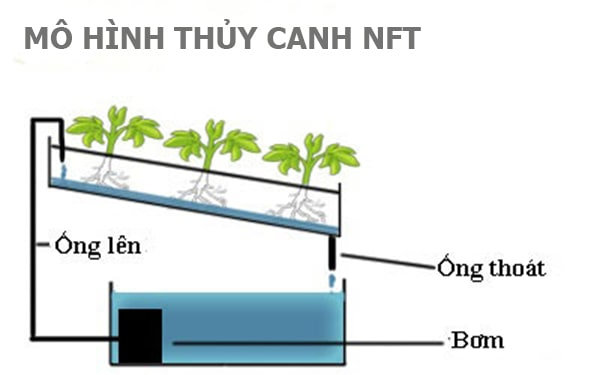 MÔ HÌNH THỦY CANH NFT
Ống lên
Ống thoát
Bơm